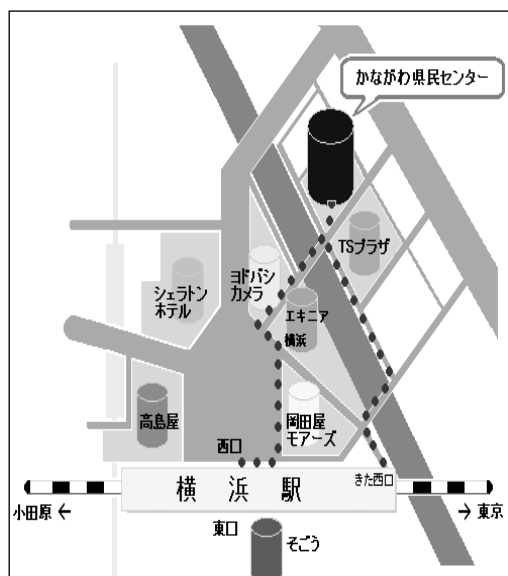 かながわ県民センター
TSプラザ
ヨドバシ
カメラ
シェラトン
ホテル
エキニア
横浜
高島屋
岡田屋
モアーズ
西口
きた西口
横浜駅
小田原←
→東京
東口
そごう